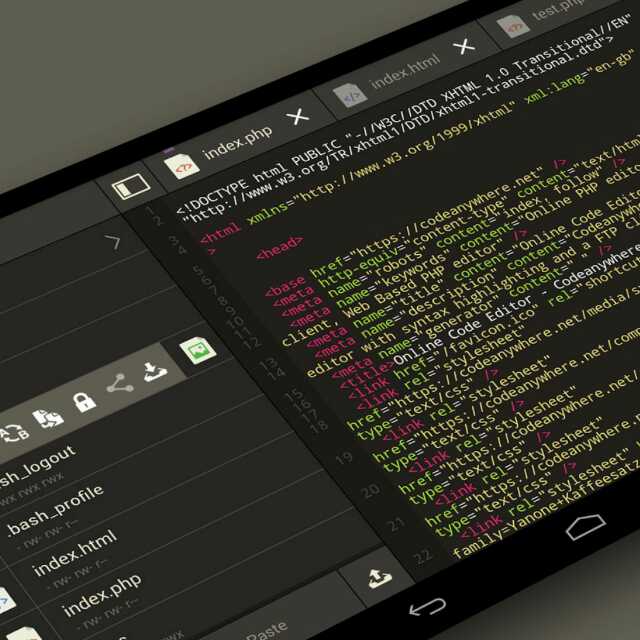 index.php
index.html
test.php
<!DOCTYPE html PUBLIC "-//W3C//DTD XHTML 1.0 Transitional//EN"
"http://www.w3.org/TR/xhtml1/DTD/xhtml1-transitional.dtd">
<html xmlns="http://www.w3.org/1999/xhtml" xml:lang="en-gb"
>
<head>
<base href="https://codeanywhere.net" />
<meta http-equiv="content-type" content="text/htm
<meta name="robots" content="index, follow" />
<meta name="keywords" content="Online PHP edito
client, Web Based PHP editor" />
<meta name="title" content="Online Code Edi
<meta name="description" content="Codeanyw
editor with syntax highlighting and a FTP c
<meta name="generator" content=" " />
<title>Online Code Editor - Codeanywhere
<link href="/favicon.ico" rel="shortcu
<link rel="stylesheet"
href="https://codeanywhere.net/media/s
type="text/css" />
<link rel="stylesheet"
href="https://codeanywhere.net/com
type="text/css" />
<link rel="stylesheet"
href="https://codeanywhere.n
type="text/css" />
<link rel="stylesheet"
href="https://codeanywhere
type="text/css" />
<link rel="stylesheet"
family=Yanone+Kaffeesat
1
2
3
4
5
6
7
8
9
10
11
12
13
14
15
16
17
18
19
20
21
22
sh_logout
rwx rwx rwx
.bash_profile
- rw- rw- r--
index.html
- rw- rw- r--
index.php
- rw- rw- r--
rwx
Paste